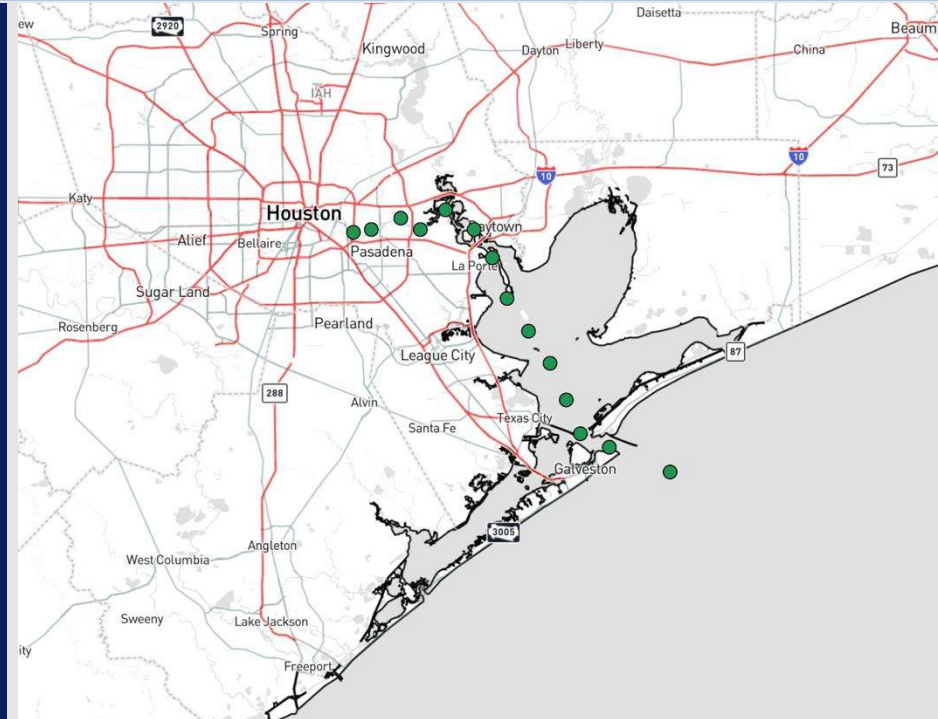 ew
2920
Spring
Kingwood
Daisetta
Beaum
Dayton
Liberty
China
IAH
10
10
73
Katy
Houston
Baytown
Alief
Bellaire
Pasadena
La Porte
Sugar Land
Pearland
Rosenberg
League City
87
288
Alvin
Texas City
Santa Fe
Galveston
3005
Angleton
West Columbia
Sweeny
Lake Jackson
ity
Freeport